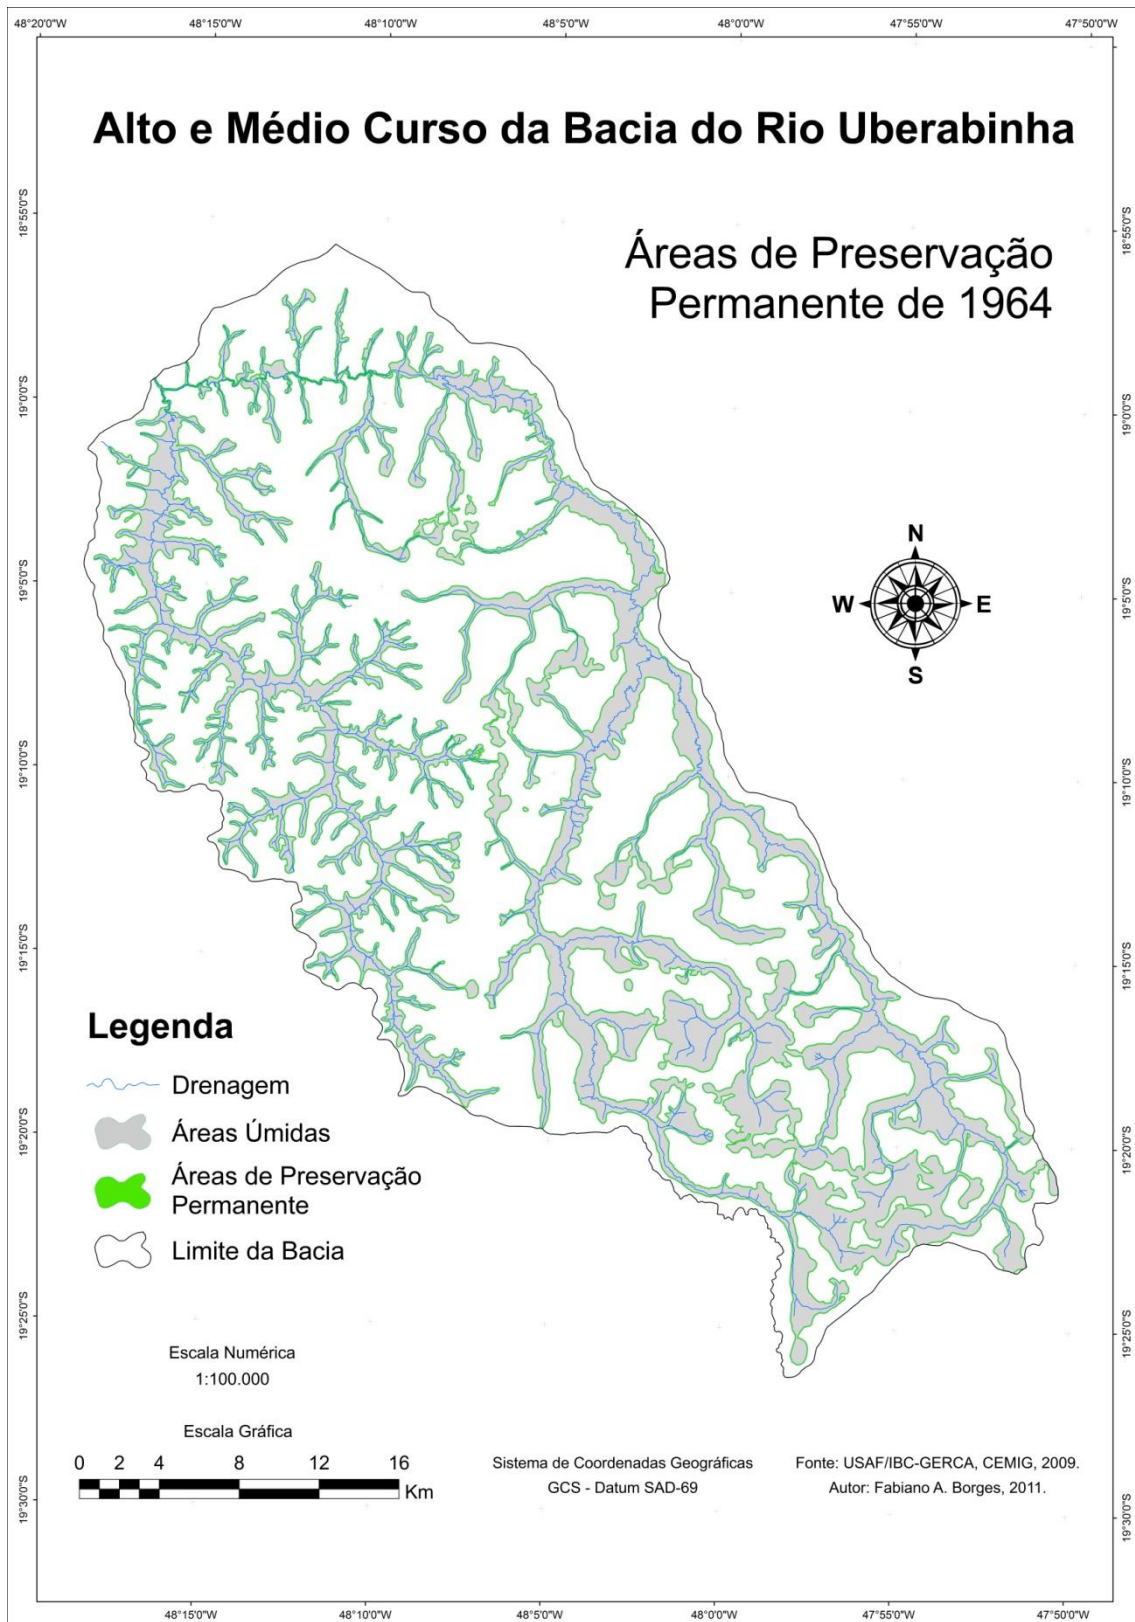 48°20'0"W 48°15'0"W 48°10'0"W 48°5'0"W 48°0'0"W 47°55'0"W 47°50'0"W
Alto e Médio Curso da Bacia do Rio Uberabinha
Áreas de Preservação
Permanente de 1964
18°55'0"S
18°55'0"S
19°0'0"S
19°0'0"S
N
W E
S
19°5'0"S
19°5'0"S
19°10'0"S
19°10'0"S
19°15'0"S
19°15'0"S
Legenda
Drenagem
Áreas Úmidas
19°20'0"S
19°20'0"S
Áreas de Preservação
Permanente
Limite da Bacia
19°25'0"S
19°25'0"S
Escala Numérica
1:100.000
Escala Gráfica
0 2 4 8 12 16
Km
Sistema de Coordenadas Geográficas
GCS - Datum SAD-69
Fonte: USAF/IBC-GERCA, CEMIG, 2009.
Autor: Fabiano A. Borges, 2011.
19°30'0"S
19°30'0"S
48°15'0"W 48°10'0"W 48°5'0"W 48°0'0"W 47°55'0"W 47°50'0"W